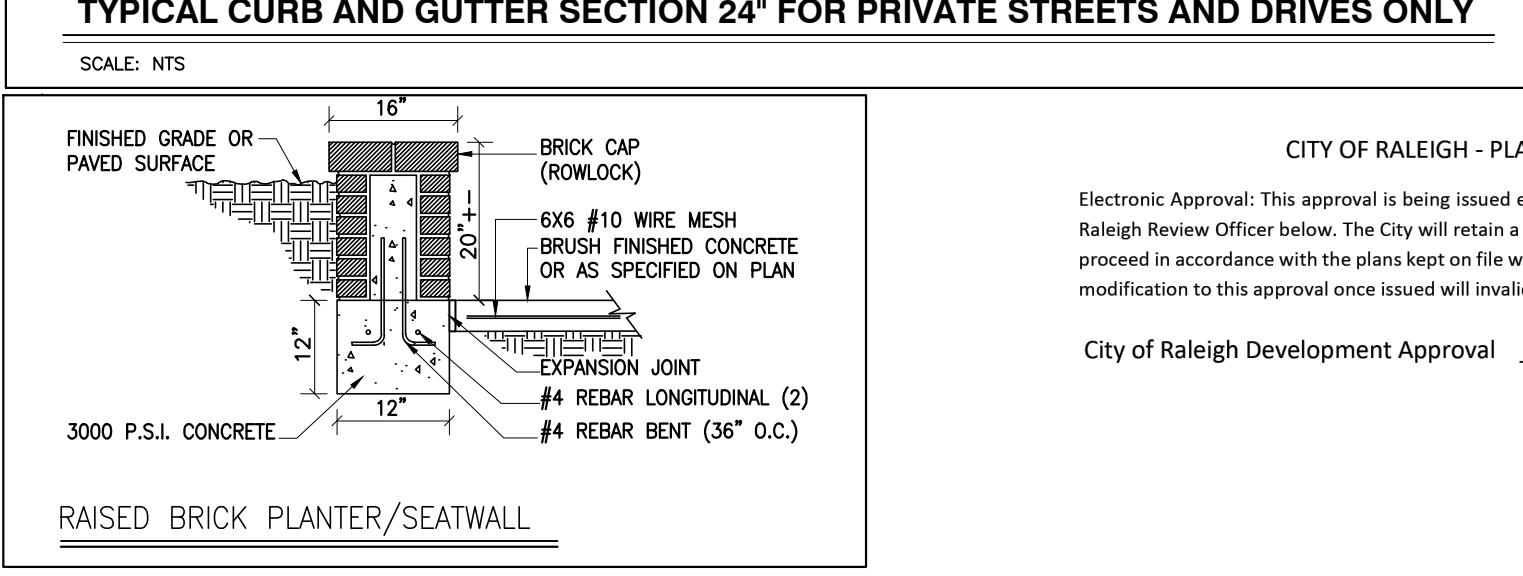 TYPICAL CURB AND GUTTER SECTION 24" FOR PRIVATE STREETS AND DRIVES ONLY
SCALE: NTS
16"
FINISHED GRADE OR
PAVED SURFACE
BRICK CAP
(ROWLOCK)
20"+-
6X6 #10 WIRE MESH
BRUSH FINISHED CONCRETE
OR AS SPECIFIED ON PLAN
12"
EXPANSION JOINT
#4 REBAR LONGITUDINAL (2)
12"
3000 P.S.I. CONCRETE
#4 REBAR BENT (36" O.C.)
RAISED BRICK PLANTER/SEATWALL
CITY OF RALEIGH - PLA
Electronic Approval: This approval is being issued e
Raleigh Review Officer below. The City will retain a
proceed in accordance with the plans kept on file w
modification to this approval once issued will invali
City of Raleigh Development Approval